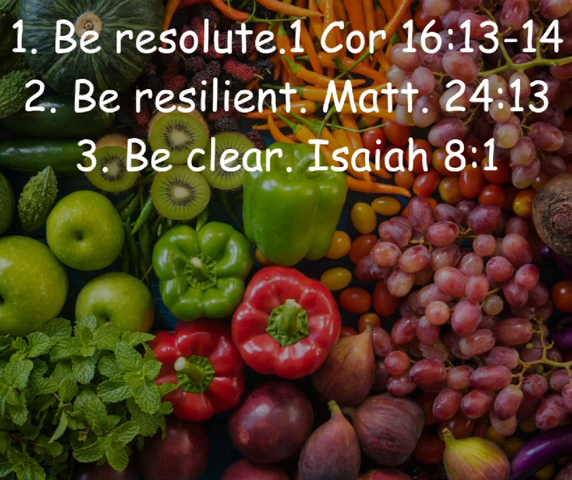 1. Be resolute.1 Cor 16:13-14
2. Be resilient. Matt. 24:13
3. Be clear. Isaiah 8:1